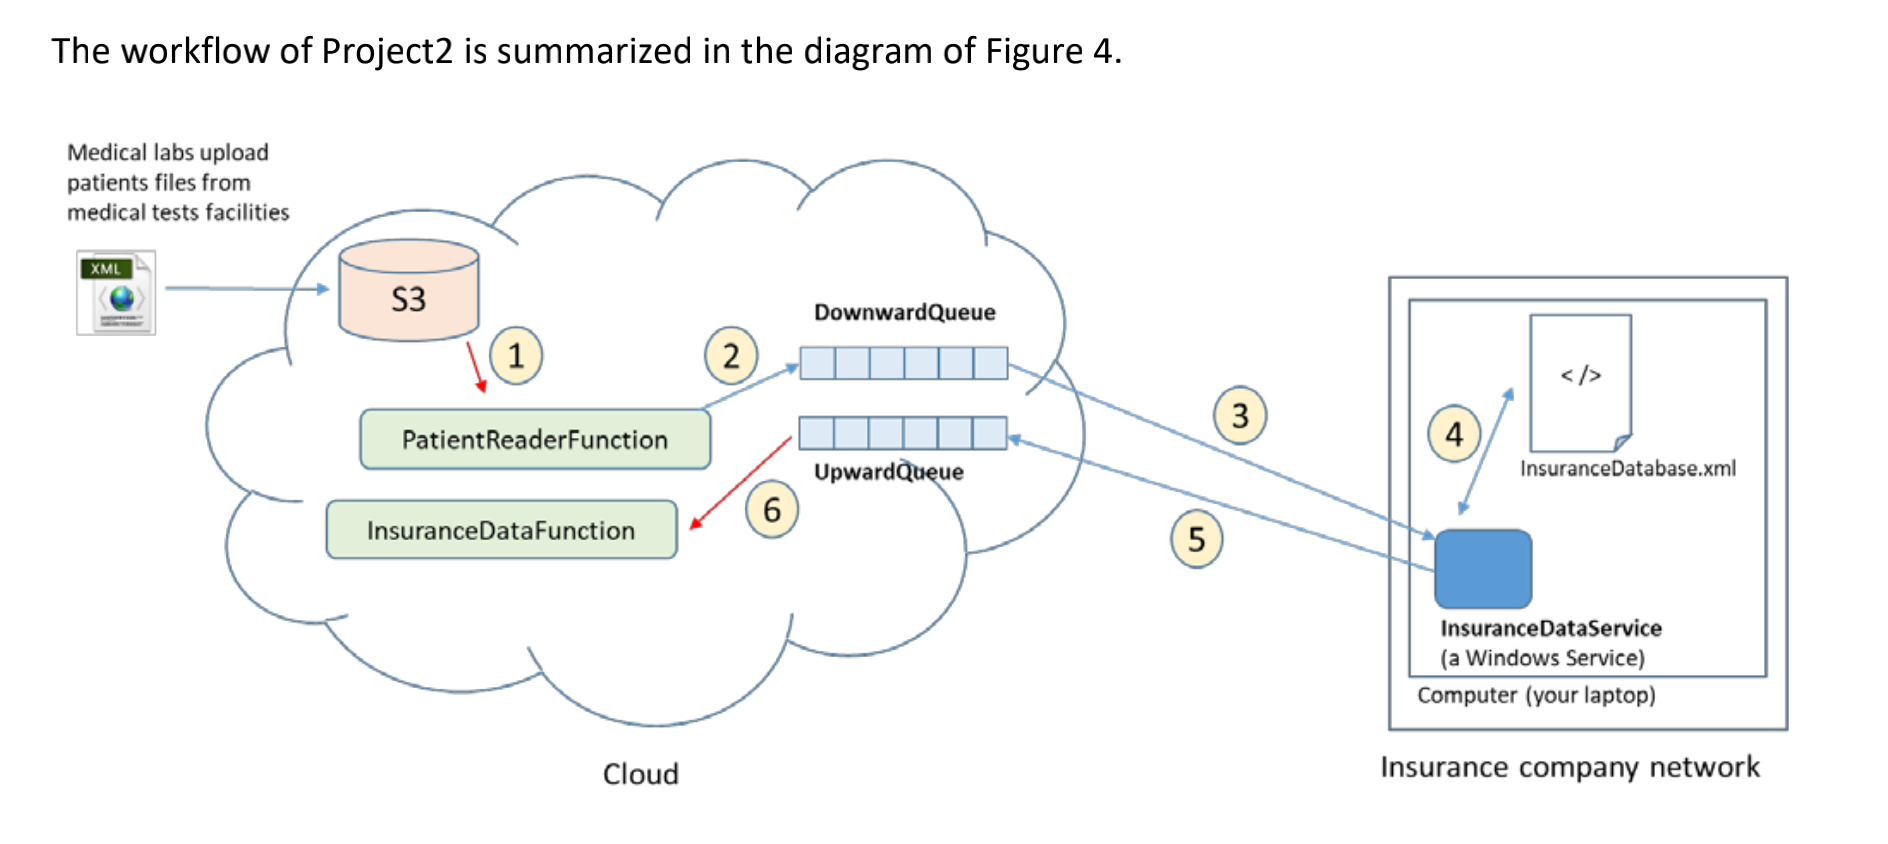 The workflow of Project2 is summarized in the diagram of Figure 4.
Medical labs upload
patients files from
medical tests facilities
XML
S3
1
2
DownwardQueue
3
PatientReaderFunction
UpwardQueue
6
InsuranceDataFunction
5
4
</>
InsuranceDatabase.xml
InsuranceDataService
(a Windows Service)
Computer (your laptop)
Cloud
Insurance company network